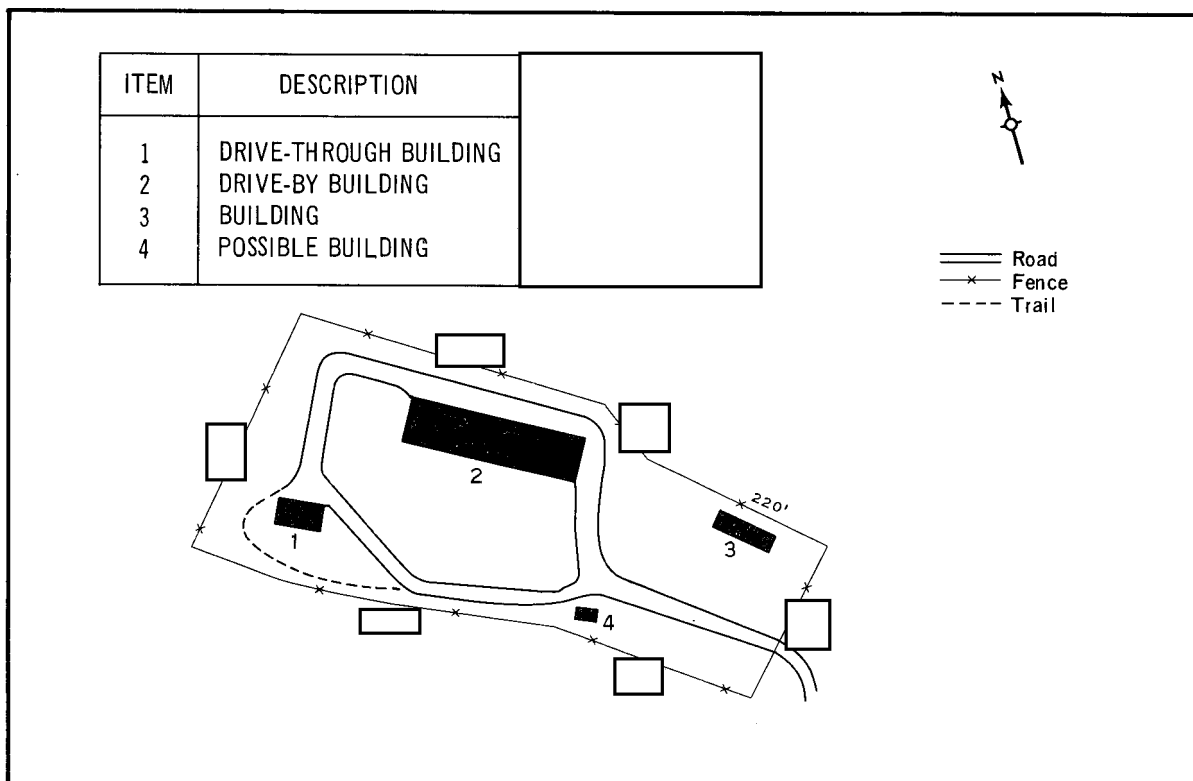 ITEM DESCRIPTION
1 DRIVE-THROUGH BUILDING
2 DRIVE-BY BUILDING
3 BUILDING
4 POSSIBLE BUILDING
N
Road
Fence
Trail
2
220'
3
1
4